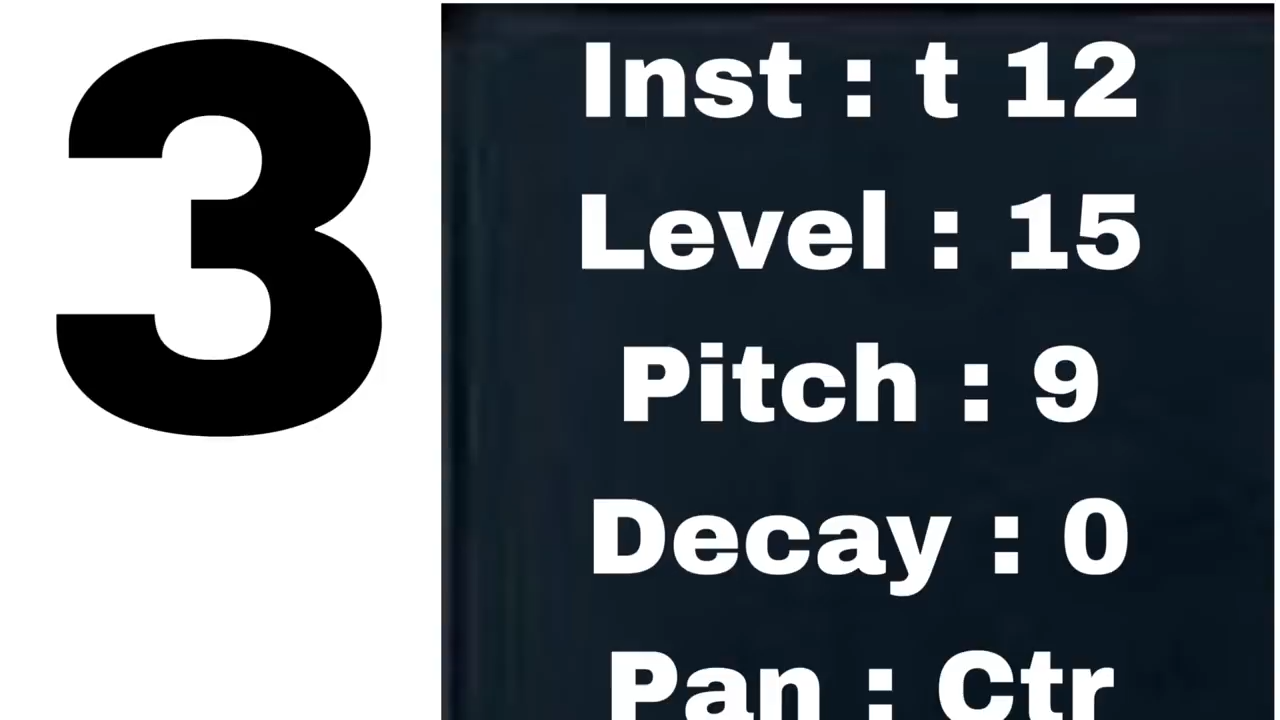 3
Inst : t 12
Level : 15
Pitch : 9
Decay : 0
Pan : Ctr